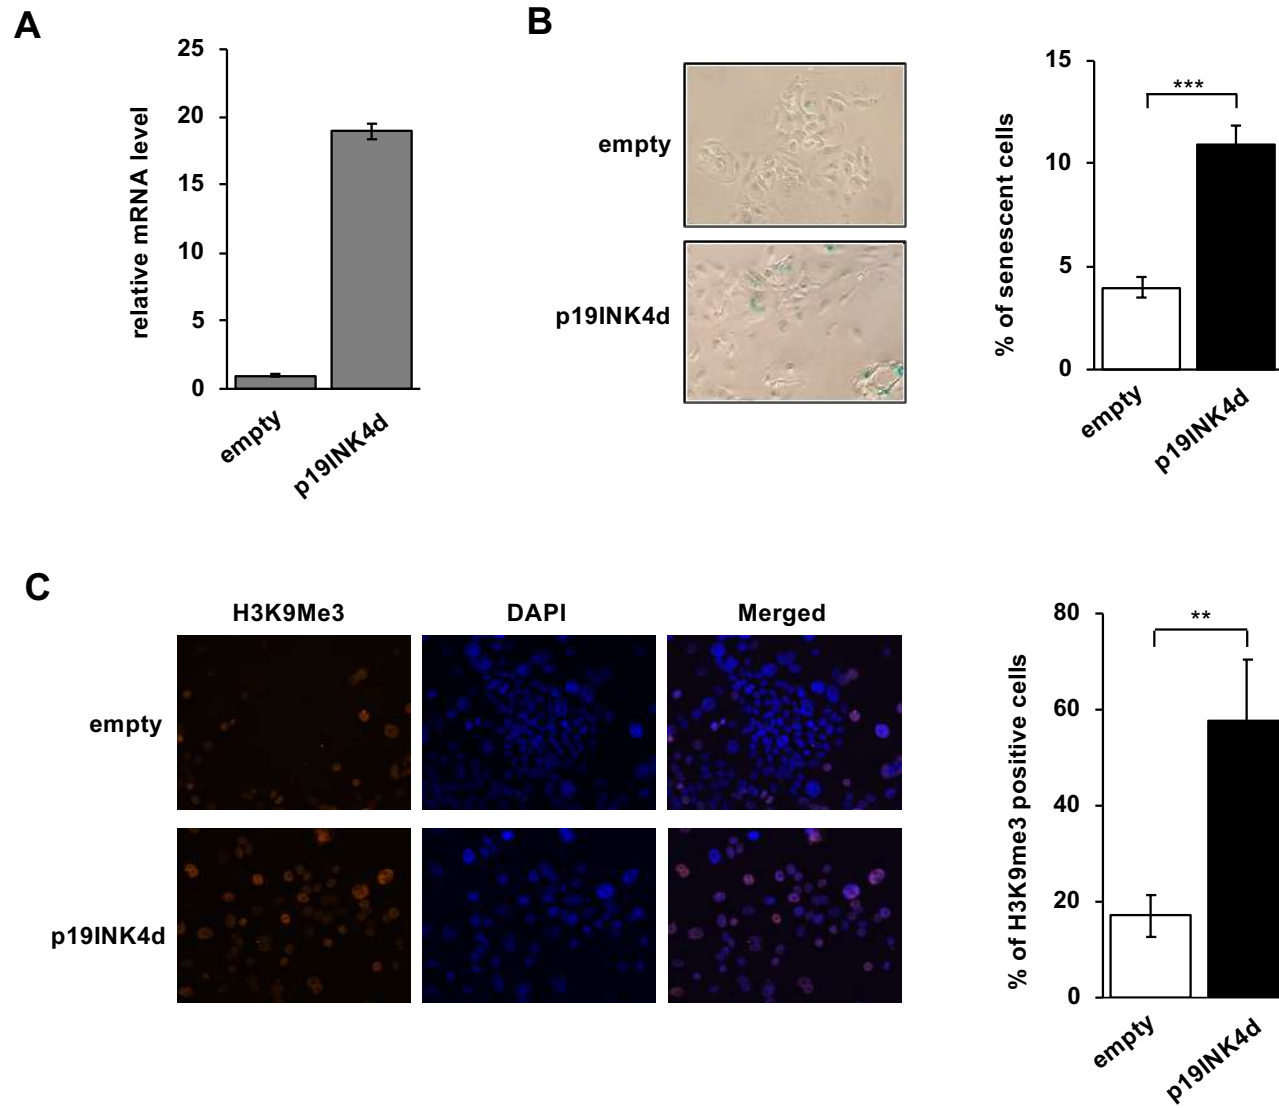 A
25
20
15
10
5
0
relative mRNA level
empty
p19INK4d
B
empty
p19INK4d
15
10
5
0
% of senescent cells
***
empty
p19INK4d
C
H3K9Me3 DAPI Merged
empty
p19INK4d
80
60
40
20
0
% of H3K9me3 positive cells
**
empty
p19INK4d